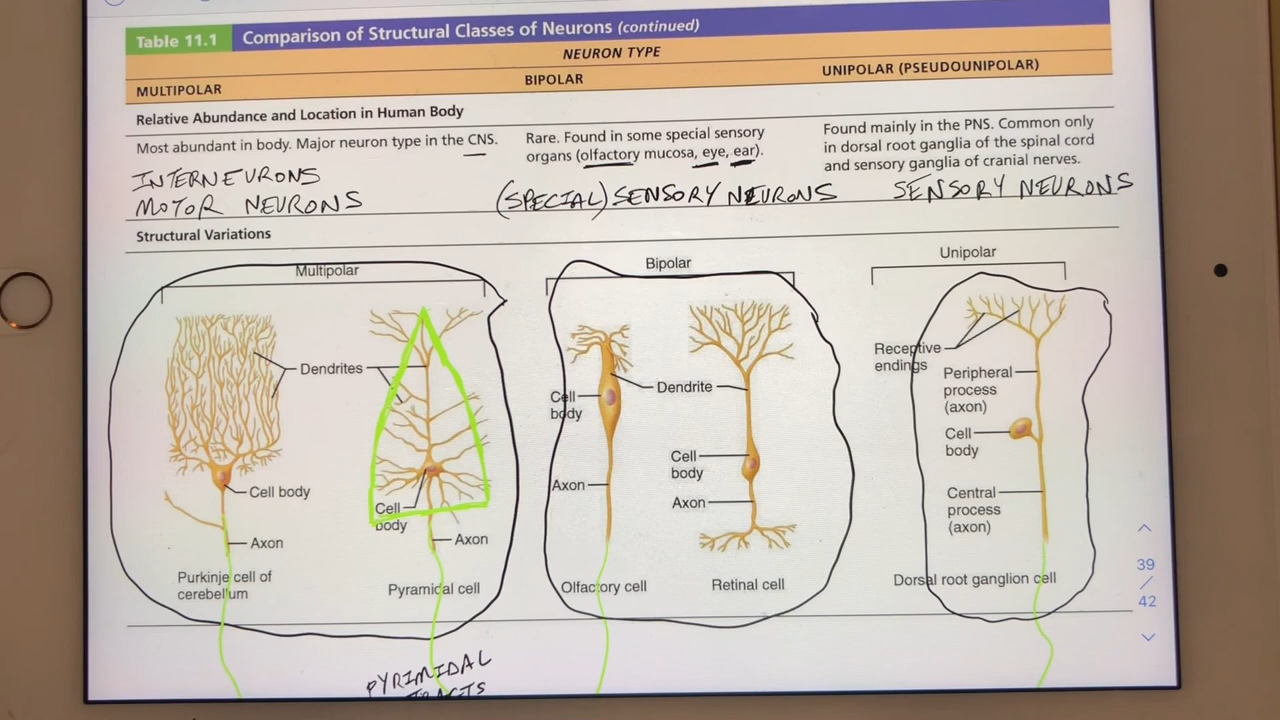 Table 11.1 Comparison of Structural Classes of Neurons (continued)
NEURON TYPE
MULTIPOLAR BIPOLAR UNIPOLAR (PSEUDOUNIPOLAR)
Relative Abundance and Location in Human Body
Most abundant in body. Major neuron type in the CNS.
Rare. Found in some special sensory
organs (olfactory mucosa, eye, ear).
Found mainly in the PNS. Common only
in dorsal root ganglia of the spinal cord
and sensory ganglia of cranial nerves.
INTERNEURONS
MOTOR NEURONS
(SPECIAL) SENSORY NEURONS
SENSORY NEURONS
Structural Variations
Multipolar
Dendrites
Cell body
Axon
Purkinje cell of
cerebellum
Cell
body
Axon
Pyramidal cell
PYRIMIDAL
TRACTS
Bipolar
Cell
body
Dendrite
Axon
Olfactory cell
Cell
body
Axon
Retinal cell
Unipolar
Receptive
endings
Peripheral
process
(axon)
Cell
body
Central
process
(axon)
Dorsal root ganglion cell
39
/
42